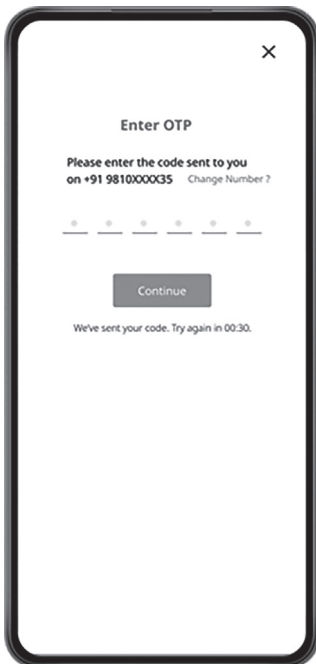 Enter OTP
Please enter the code sent to you
on +91 9810XXXX35 Change Number ?
Continue
We've sent your code. Try again in 00:30.